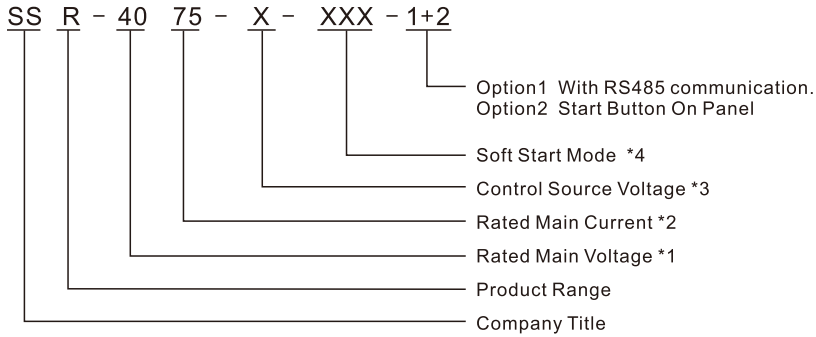 SS R - 40 75 - X - XXX - 1+2
Option1 With RS485 communication.
Option2 Start Button On Panel
Soft Start Mode *4
Control Source Voltage *3
Rated Main Current *2
Rated Main Voltage *1
Product Range
Company Title